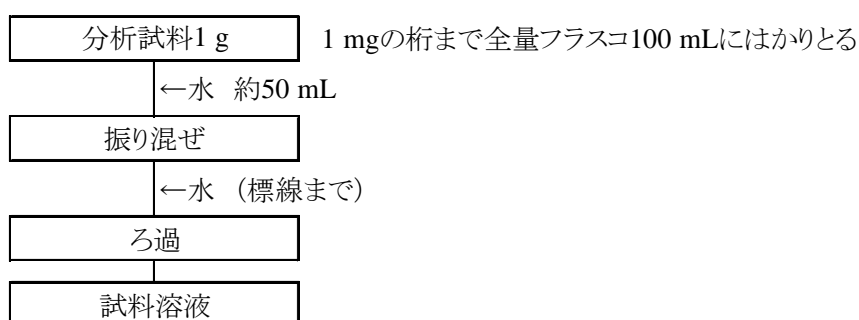 分析試料1 g　1 mgの桁まで全量フラスコ100 mLにはかりとる
←水　約50 mL
振り混ぜ
←水　(標線まで)
ろ過
試料溶液